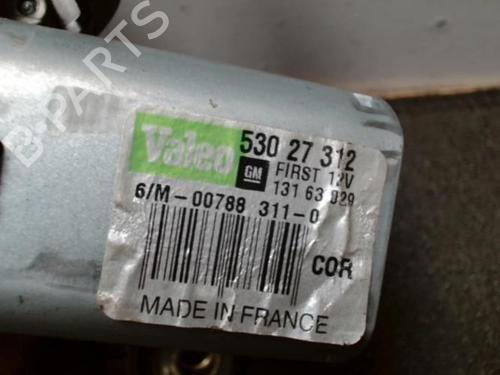 B-PARTS
Valeo 530 27 312
GM FIRST 12V
131 63 029
6/M-00788 311-0
COR
MADE IN FRANCE